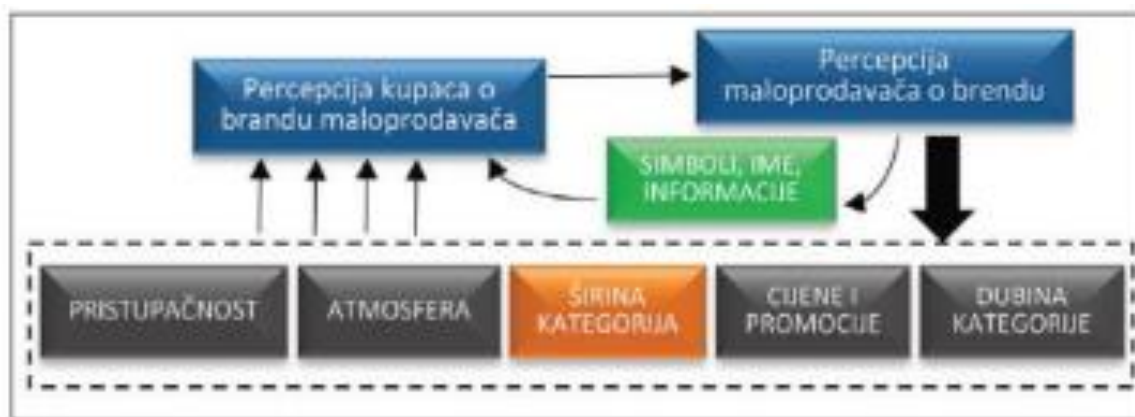 Percepcija kupaca o
brandu maloprodavača
Percepcija
maloprodavača o brendu
SIMBOLI, IME,
INFORMACIJE
PRISTUPAČNOST
ATMOSFERA
ŠIRINA
KATEGORIJA
CIJENE I
PROMOCIJE
DUBINA
KATEGORIJE